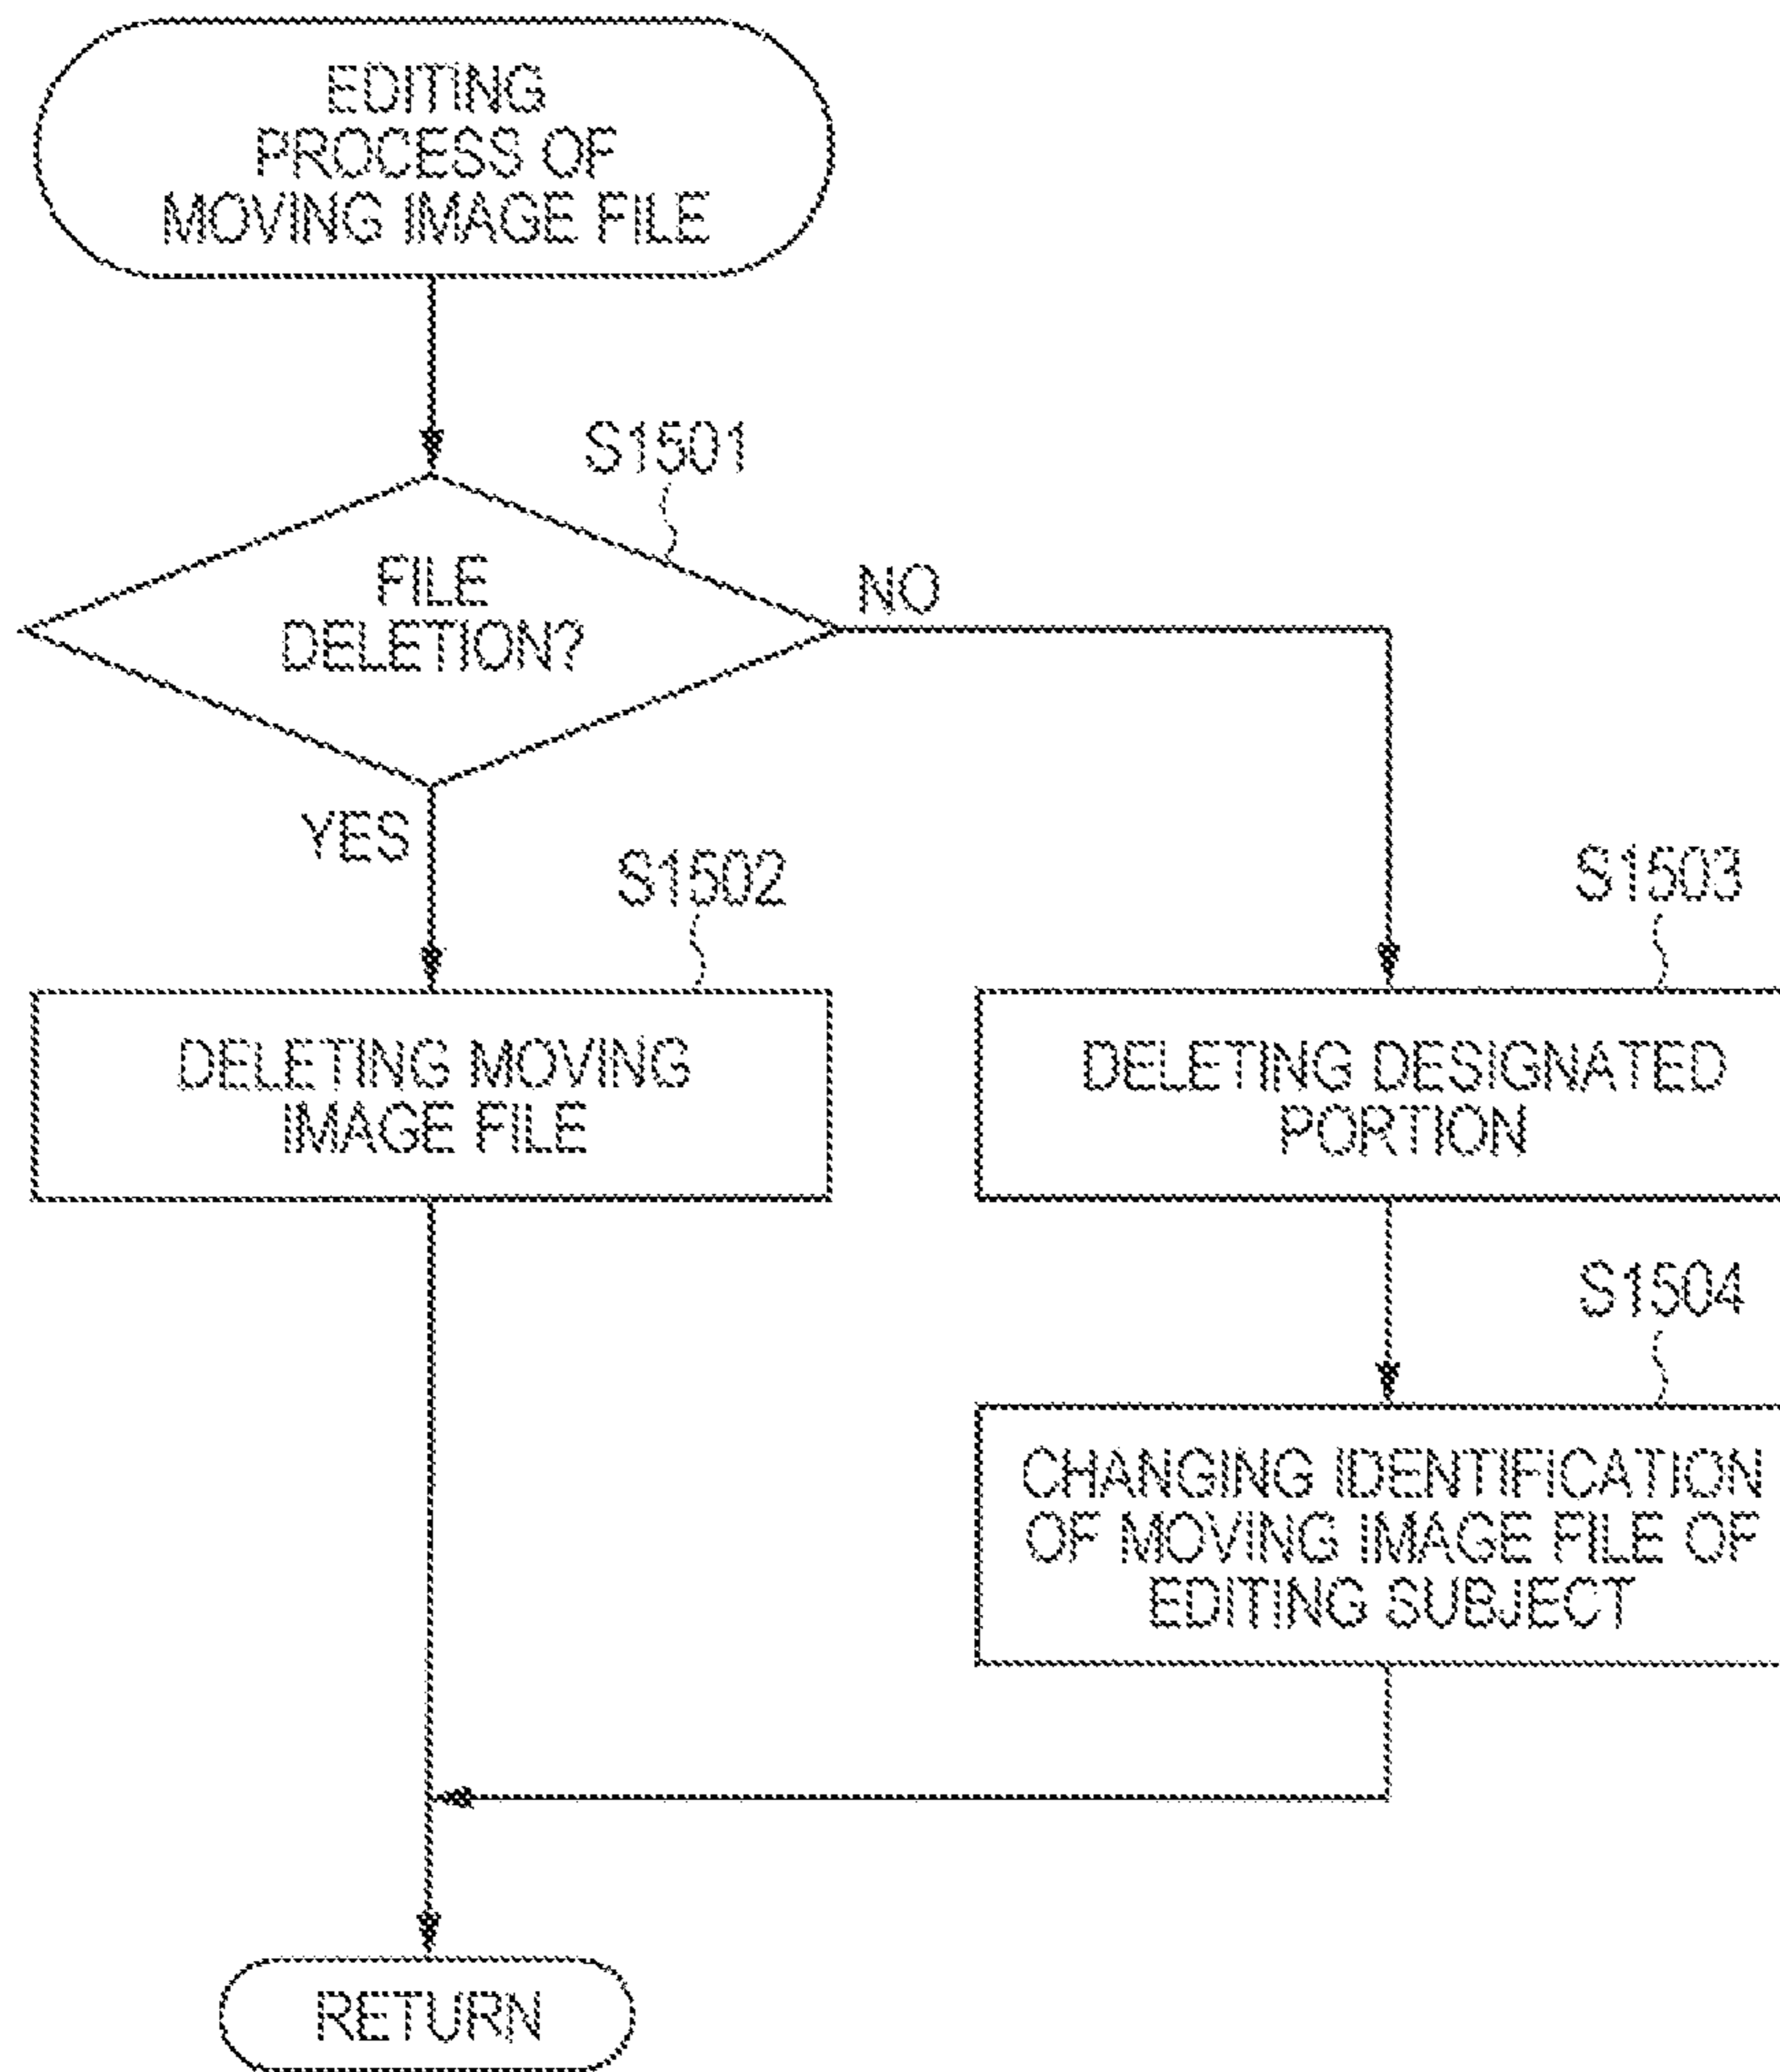 EDITING
PROCESS OF
MOVING IMAGE FILE
S1501
FILE
DELETION?
NO
YES
S1502
DELETING MOVING
IMAGE FILE
S1503
DELETING DESIGNATED
PORTION
S1504
CHANGING IDENTIFICATION
OF MOVING IMAGE FILE OF
EDITING SUBJECT
RETURN